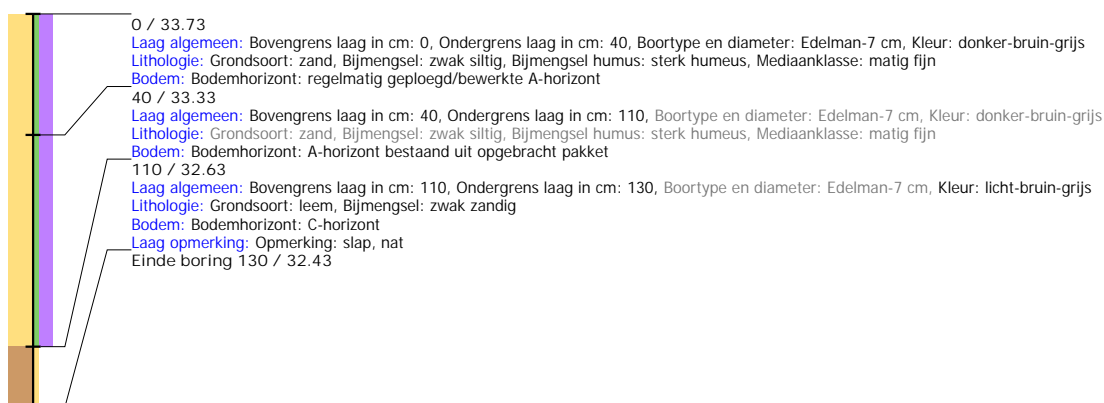 0 / 33.73
Laag algemeen: Bovengrens laag in cm: 0, Ondergrens laag in cm: 40, Boortype en diameter: Edelman-7 cm, Kleur: donker-bruin-grijs
Lithologie: Grondsoort: zand, Bijmengsel: zwak siltig, Bijmengsel humus: sterk humeus, Mediaanklasse: matig fijn
Bodem: Bodemhorizont: regelmatig geploegd/bewerkte A-horizont
40 / 33.33
Laag algemeen: Bovengrens laag in cm: 40, Ondergrens laag in cm: 110, Boortype en diameter: Edelman-7 cm, Kleur: donker-bruin-grijs
Lithologie: Grondsoort: zand, Bijmengsel: zwak siltig, Bijmengsel humus: sterk humeus, Mediaanklasse: matig fijn
Bodem: Bodemhorizont: A-horizont bestaand uit opgebracht pakket
110 / 32.63
Laag algemeen: Bovengrens laag in cm: 110, Ondergrens laag in cm: 130, Boortype en diameter: Edelman-7 cm, Kleur: licht-bruin-grijs
Lithologie: Grondsoort: leem, Bijmengsel: zwak zandig
Bodem: Bodemhorizont: C-horizont
Laag opmerking: Opmerking: slap, nat
Einde boring 130 / 32.43